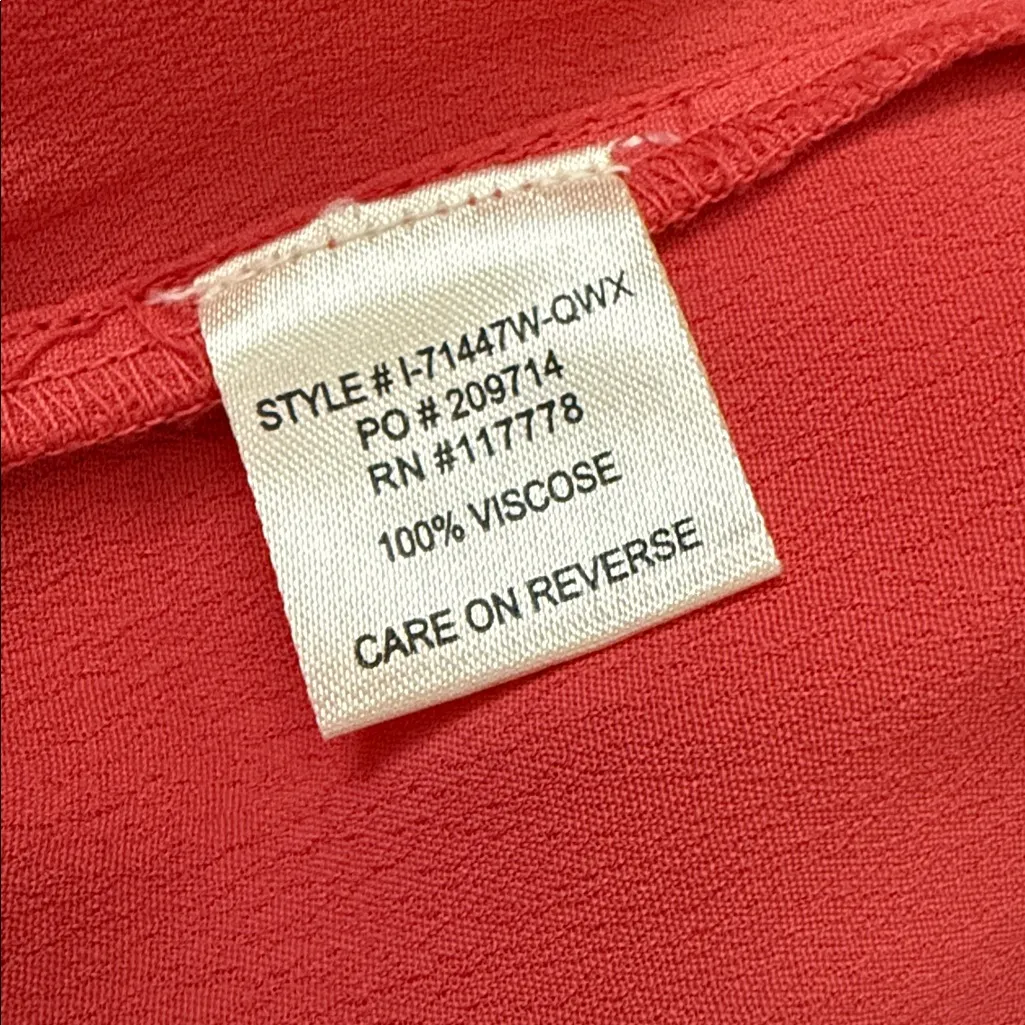 STYLE # I-71447W-QWX
PO # 209714
RN #117778
100% VISCOSE
CARE ON REVERSE